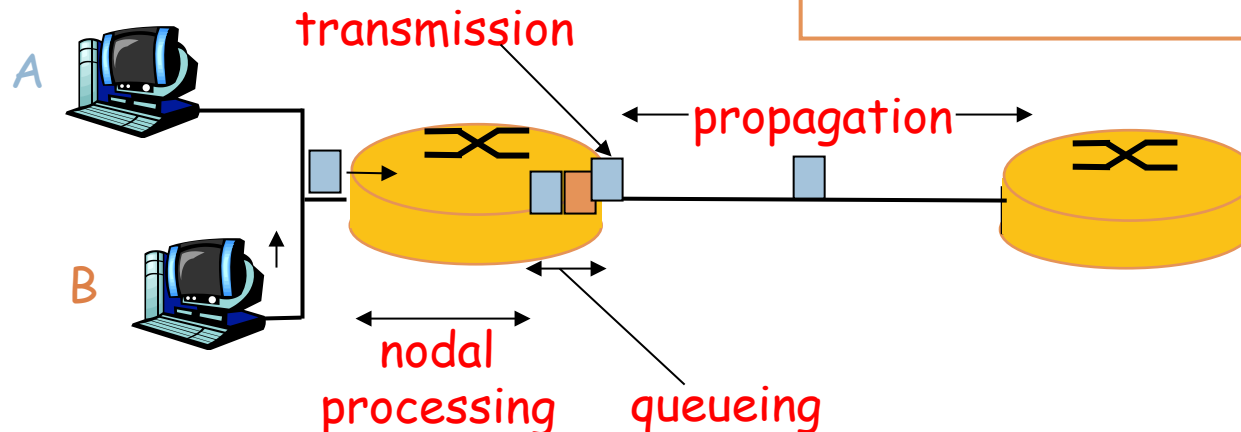 transmission
A
propagation
B
nodal
processing
queueing